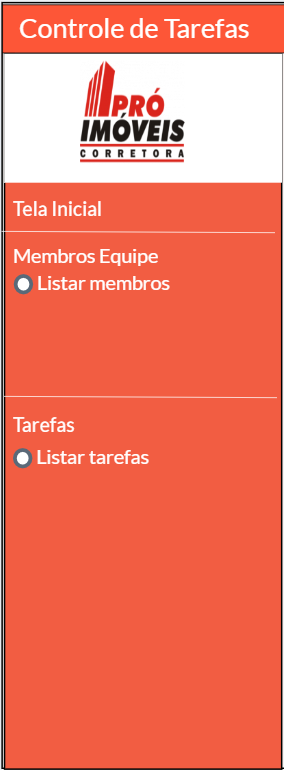 Controle de Tarefas
PRÓ
IMÓVEIS
CORRETORA
Tela Inicial
Membros Equipe
Listar membros
Tarefas
Listar tarefas